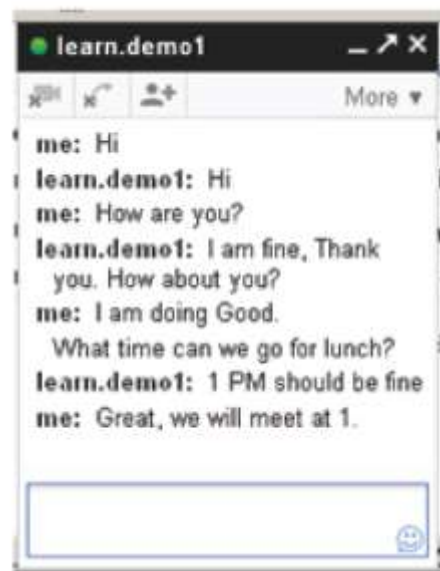 learn.demo1
More
me: Hi
learn.demo1: Hi
me: How are you?
learn.demo1: I am fine, Thank
you. How about you?
me: I am doing Good.
What time can we go for lunch?
learn.demo1: 1 PM should be fine
me: Great, we will meet at 1.